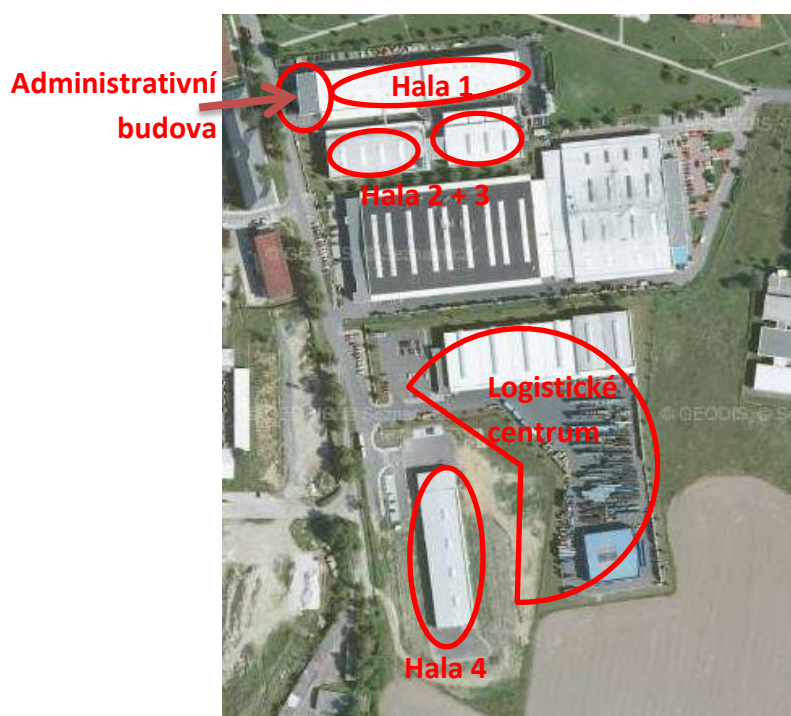 Administrativní
budova
Hala 1
Hala 2 + 3
Logistické
centrum
Hala 4
© GEODIS, © S